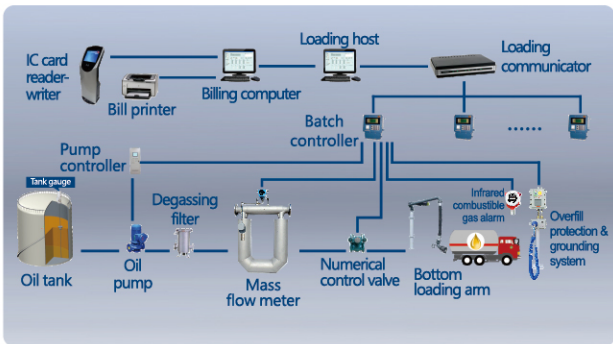 IC card
reader-
writer
Bill printer
Billing computer
Loading host
Loading
communicator
Batch
controller
......
Pump
controller
Tank gauge
Degassing
filter
Infrared
combustible
gas alarm
Overfill
protection &
grounding
system
Oil tank
Oil
pump
Mass
flow meter
Numerical
control valve
Bottom
loading arm